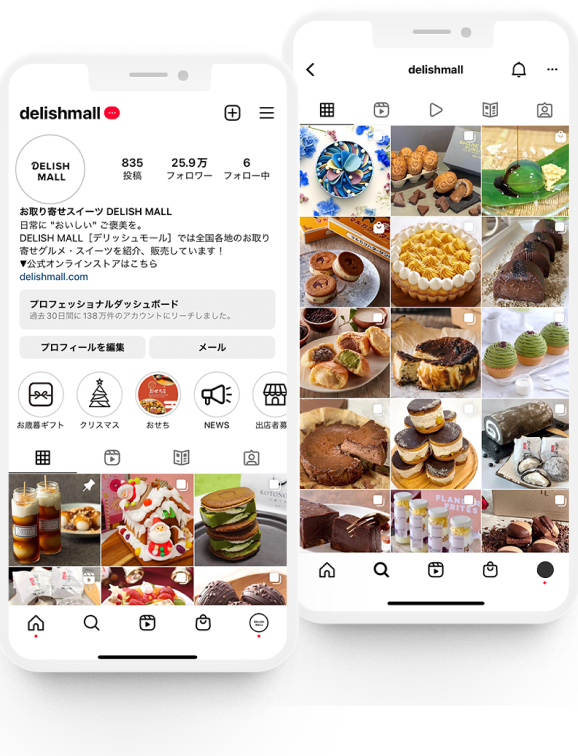 delishmall
DELISH
MALL
835
投稿
25.9万
フォロワー
6
フォロー中
お取り寄せスイーツ DELISH MALL
日常に "おいしい" ご褒美を。
DELISH MALL［デリッシュモール］では全国各地のお取り
寄せグルメ・スイーツを紹介、販売しています！
▼公式オンラインストアはこちら
delishmall.com
プロフェッショナルダッシュボード
過去30日間に138万件のアカウントにリーチしました。
プロフィールを編集
メール
お歳暮ギフト
クリスマス
おせち
NEWS
出店者募
delishmall